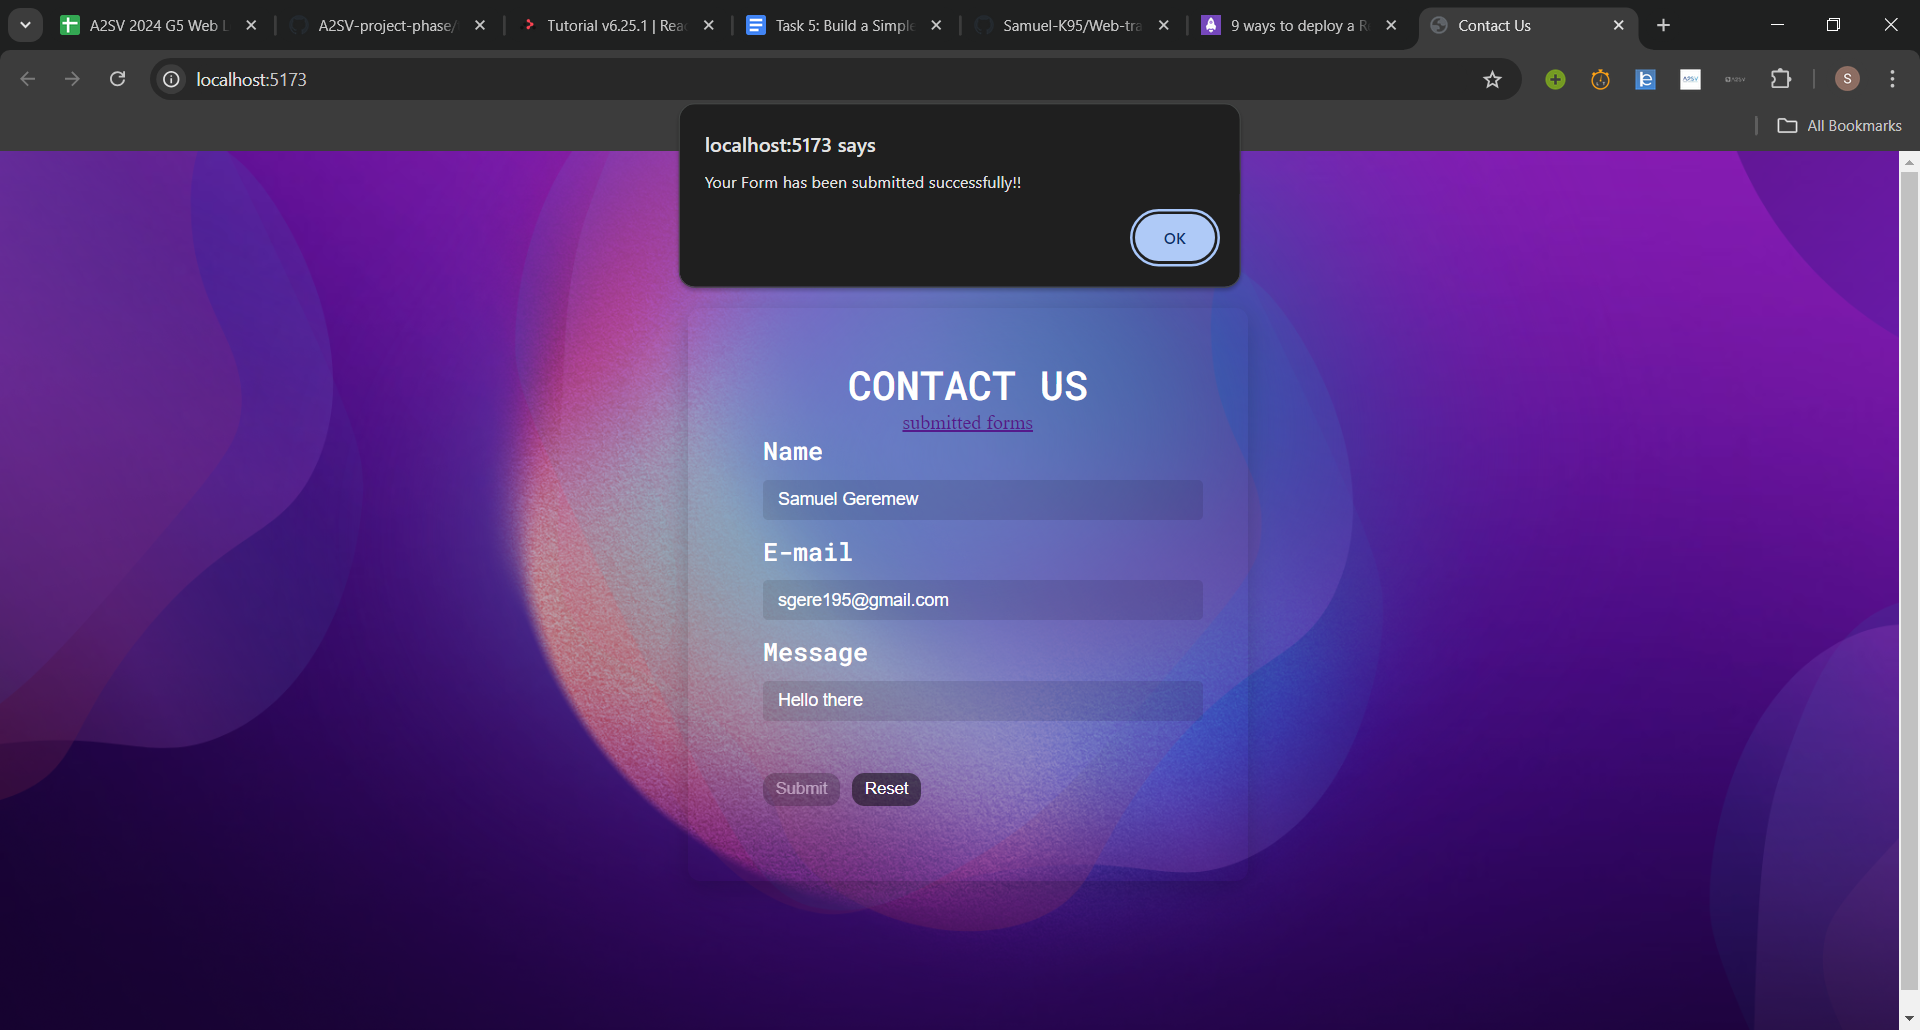 A2SV 2024 G5 Web L
A2SV-project-phase/
Tutorial v6.25.1 | Rea
Task 5: Build a Simple
Samuel-K95/Web-tra
9 ways to deploy a R
Contact Us
localhost:5173
S
All Bookmarks
localhost:5173 says
Your Form has been submitted successfully!!
OK
CONTACT US
submitted forms
Name
Samuel Geremew
E-mail
sgere195@gmail.com
Message
Hello there
Submit
Reset